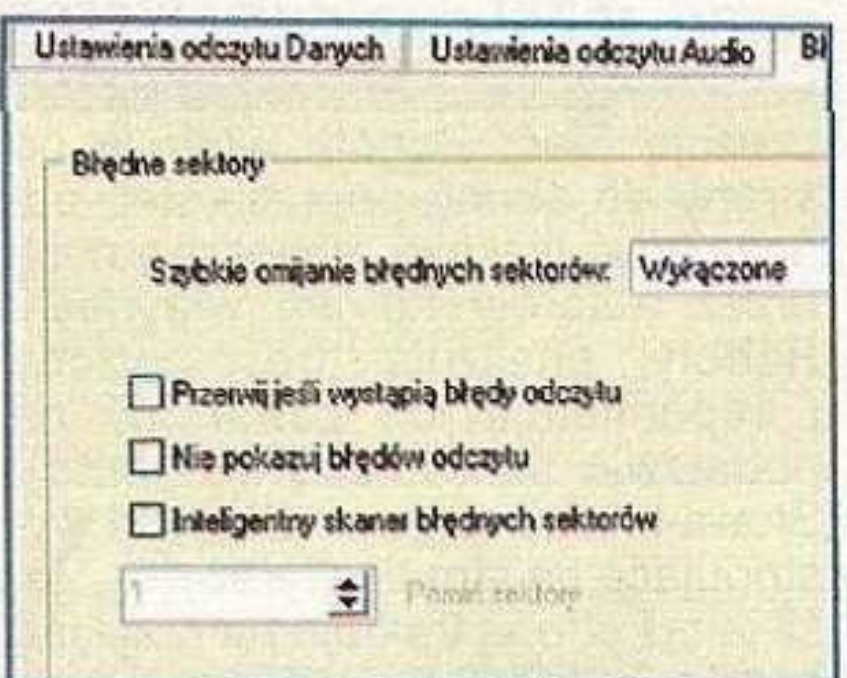 Ustawienia odczytu Danych Ustawienia odczytu Audio Bł
Błędne sektory
Szybkie omijanie błędnych sektorów: Wyłączone
Przerwij jeśli wystąpią błędy odczytu
Nie pokazuj błędów odczytu
Inteligentny skaner błędnych sektorów
1 Pomiń sektory